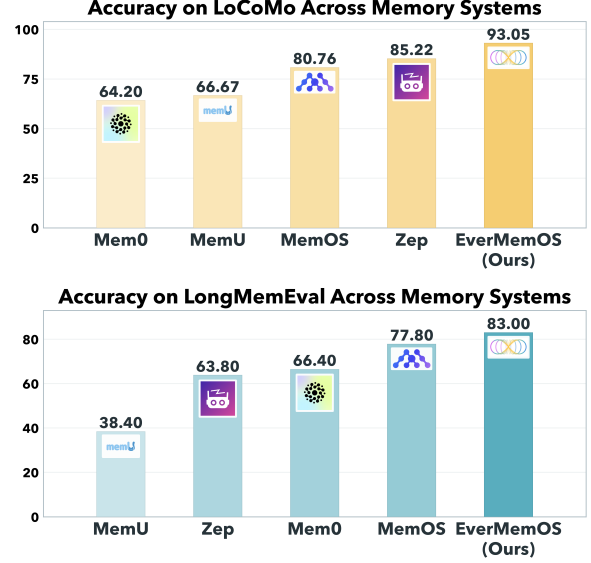 Accuracy on LoCoMo Across Memory Systems
100
75
50
25
0
64.20
66.67
80.76
85.22
93.05
memU
Mem0
MemU
MemOS
Zep
EverMemOS
(Ours)
Accuracy on LongMemEval Across Memory Systems
80
60
40
20
0
38.40
63.80
66.40
77.80
83.00
memU
MemU
Zep
Mem0
MemOS
EverMemOS
(Ours)